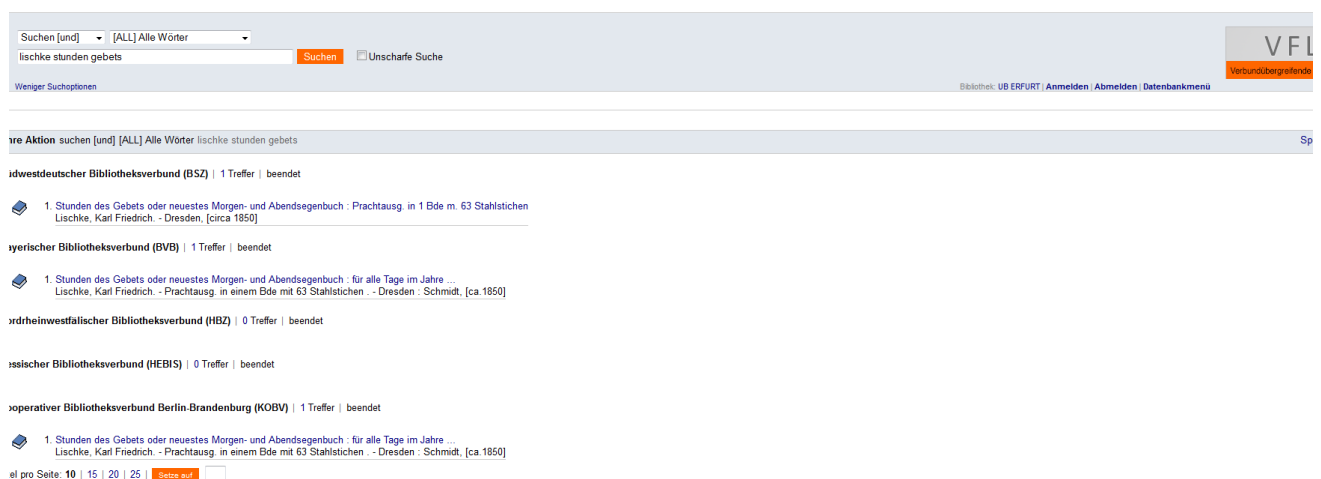 Suchen [und] [ALL] Alle Wörter
lischke stunden gebets Suchen Unscharfe Suche
VFL
Verbundübergreifende
Weniger Suchoptionen Bibliothek: UB ERFURT | Anmelden | Abmelden | Datenbankmenü
hre Aktion suchen [und] [ALL] Alle Wörter lischke stunden gebets Sp
üdwestdeutscher Bibliotheksverbund (BSZ) | 1 Treffer | beendet
1. Stunden des Gebets oder neuestes Morgen- und Abendsegenbuch : Prachtausg. in 1 Bde m. 63 Stahlstichen
Lischke, Karl Friedrich. - Dresden, [circa 1850]
ayerischer Bibliotheksverbund (BVB) | 1 Treffer | beendet
1. Stunden des Gebets oder neuestes Morgen- und Abendsegenbuch : für alle Tage im Jahre ...
Lischke, Karl Friedrich. - Prachtausg. in einem Bde mit 63 Stahlstichen . - Dresden : Schmidt, [ca.1850]
ordrheinwestfälischer Bibliotheksverbund (HBZ) | 0 Treffer | beendet
essischer Bibliotheksverbund (HEBIS) | 0 Treffer | beendet
ooperativer Bibliotheksverbund Berlin-Brandenburg (KOBV) | 1 Treffer | beendet
1. Stunden des Gebets oder neuestes Morgen- und Abendsegenbuch : für alle Tage im Jahre ...
Lischke, Karl Friedrich. - Prachtausg. in einem Bde mit 63 Stahlstichen . - Dresden : Schmidt, [ca.1850]
el pro Seite: 10 | 15 | 20 | 25 | Setze auf